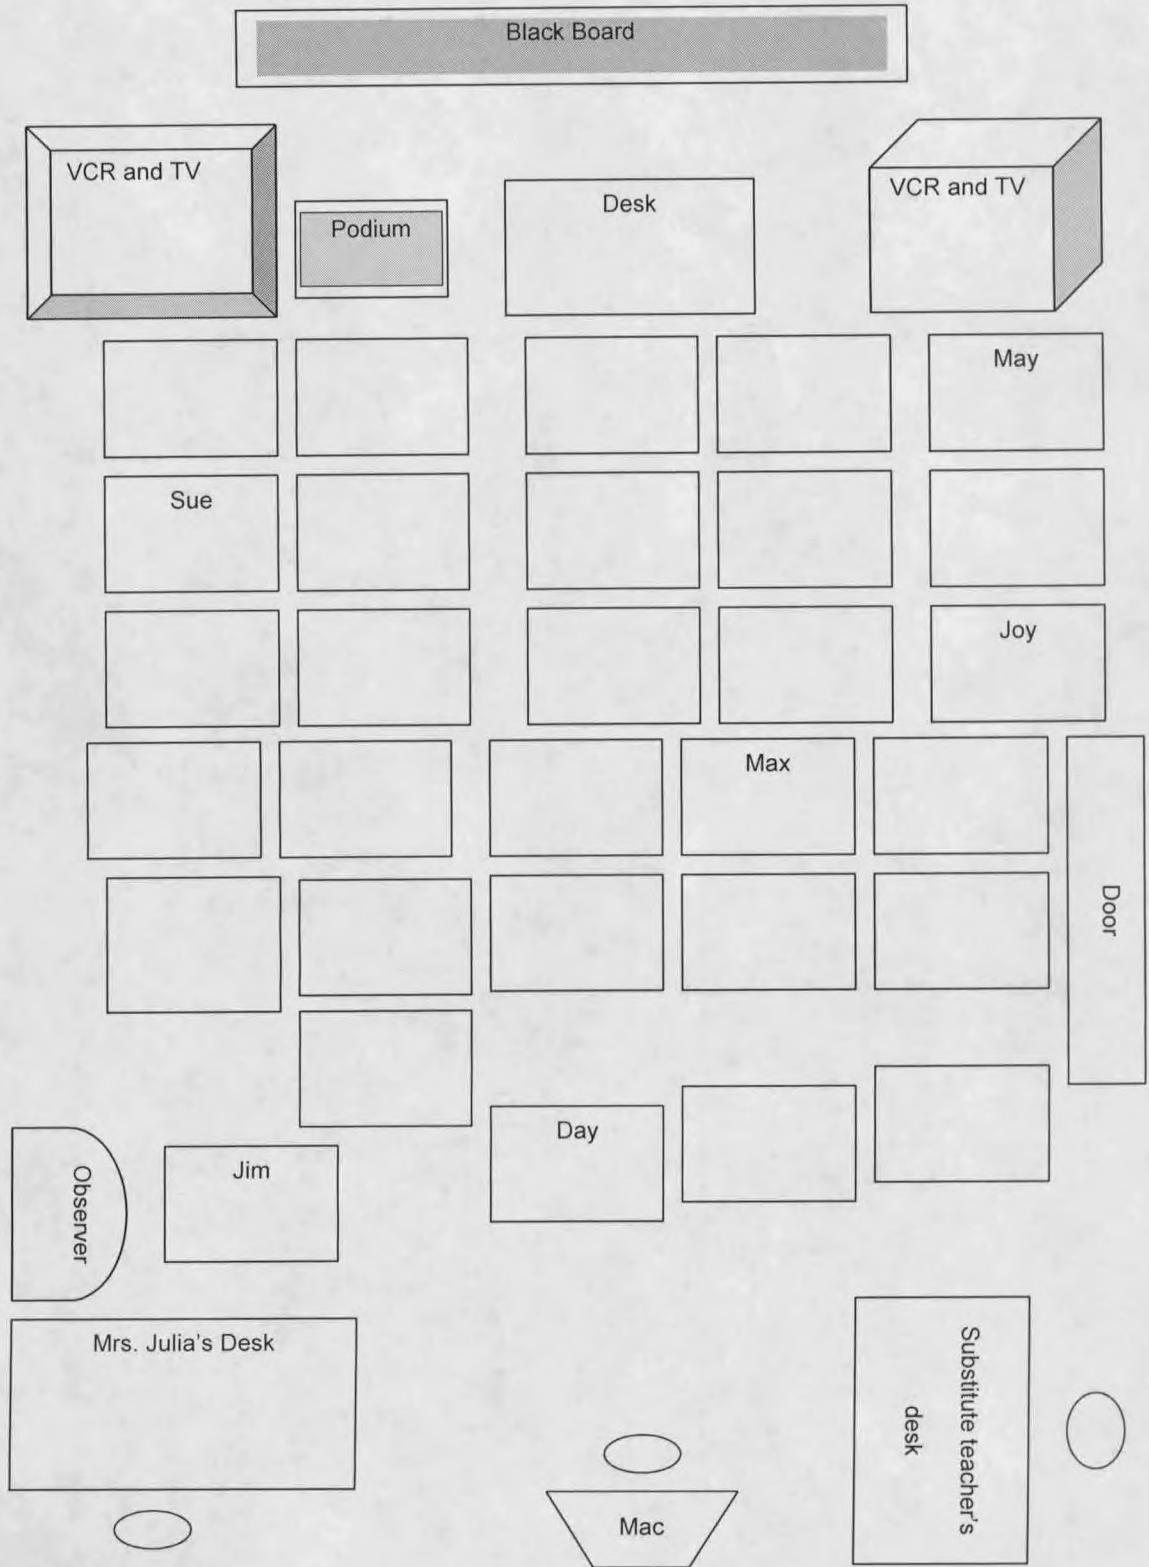 Black Board
VCR and TV
Podium
Desk
VCR and TV
May
Sue
Joy
Max
Door
Day
Jim
Observer
Mrs. Julia's Desk
Substitute teacher's
desk
Mac